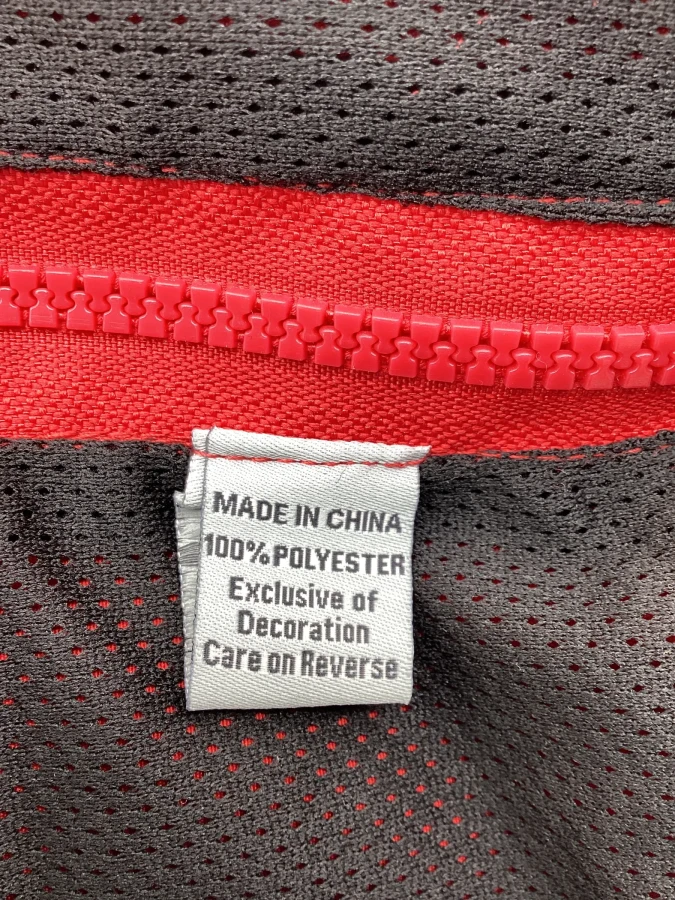 MADE IN CHINA
100%POLYESTER
Exclusive of
Decoration
Care on Reverse